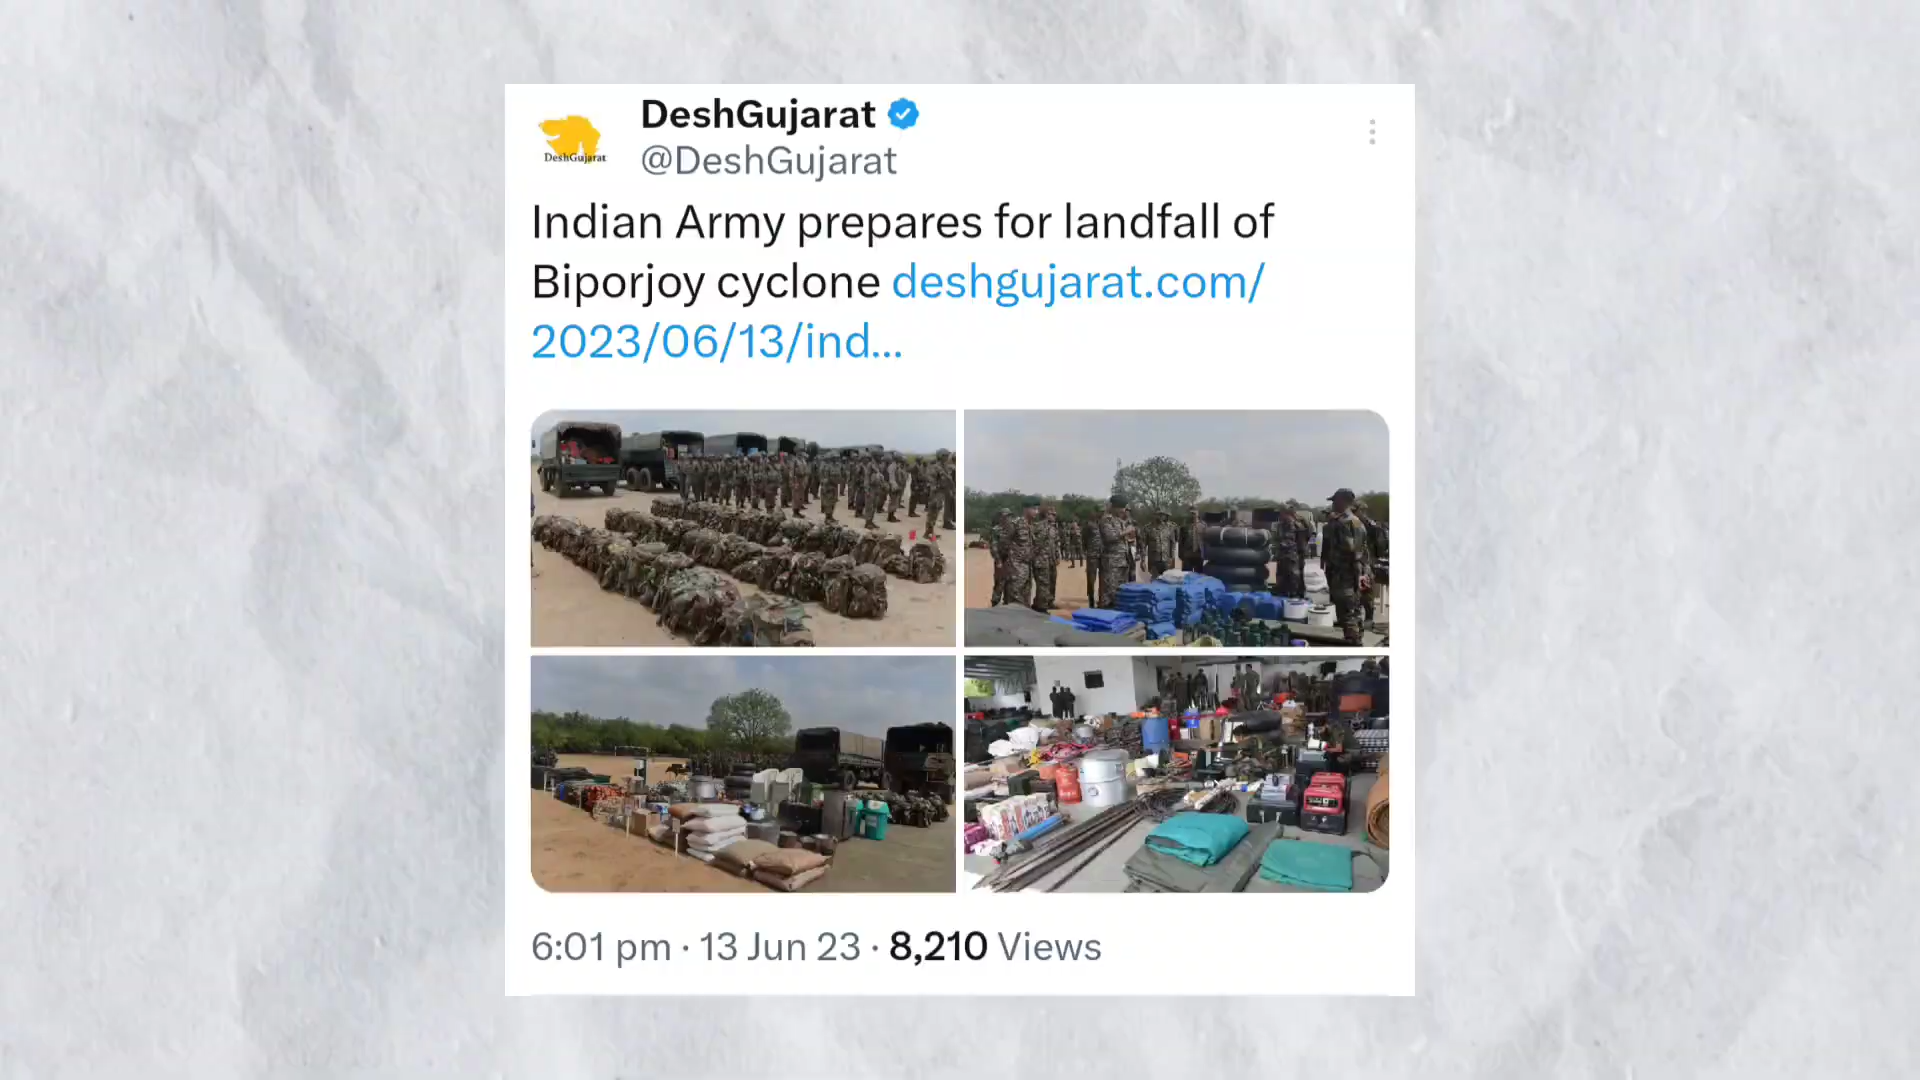 DeshGujarat
DeshGujarat
@DeshGujarat
Indian Army prepares for landfall of
Biporjoy cyclone deshgujarat.com/
2023/06/13/ind...
6:01 pm · 13 Jun 23 · 8,210 Views